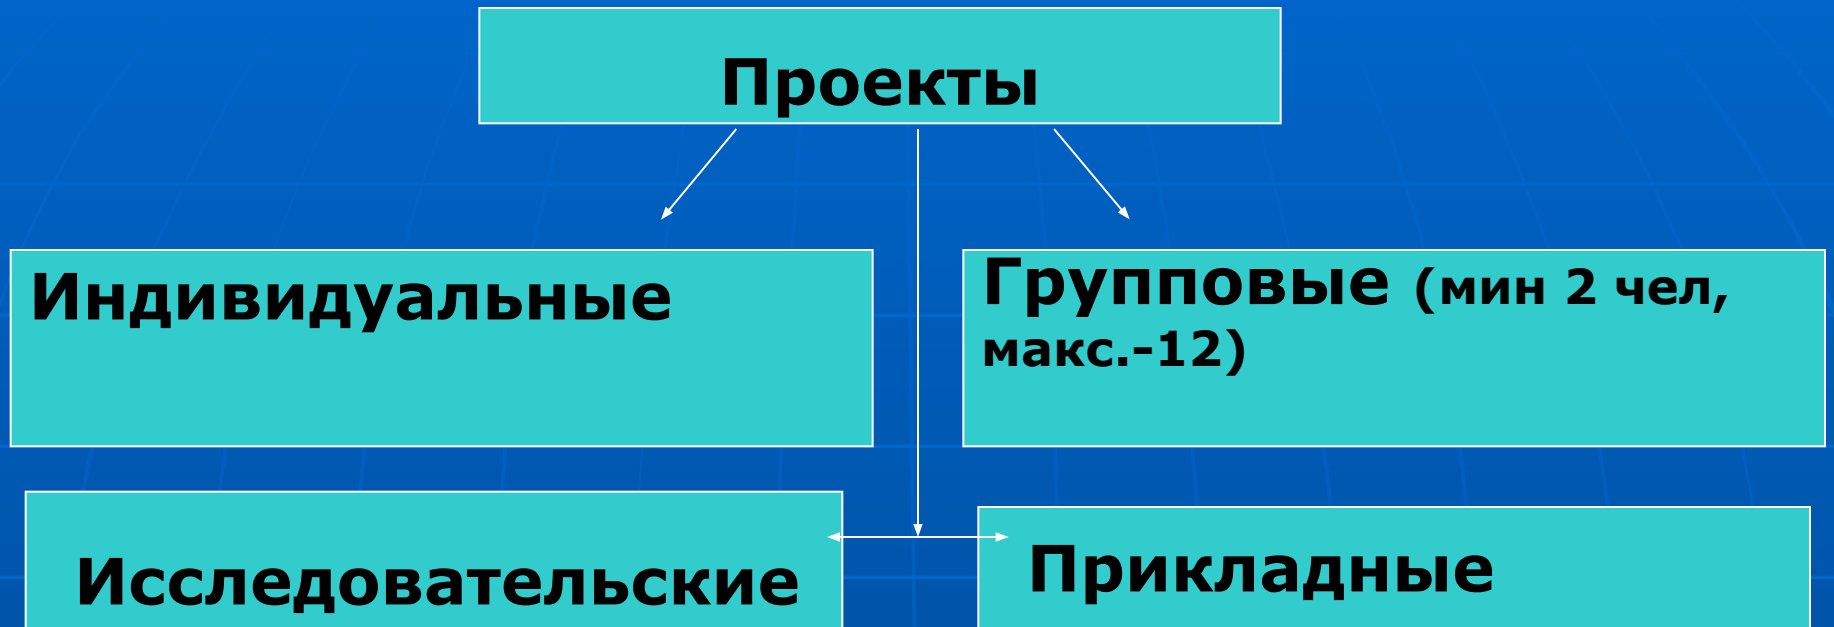 Проекты
Индивидуальные
Групповые (мин 2 чел,
макс.-12)
Исследовательские
Прикладные